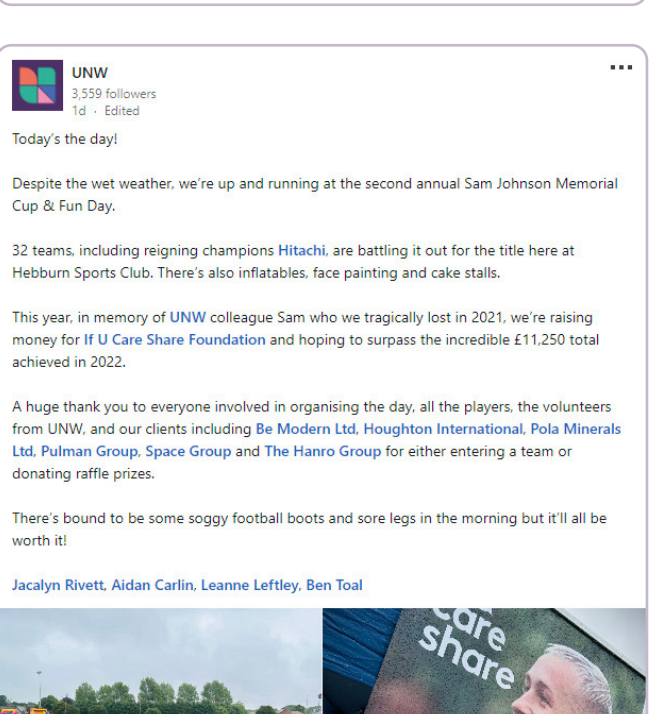 UNW
3,559 followers
1d · Edited
Today's the day!
Despite the wet weather, we're up and running at the second annual Sam Johnson Memorial
Cup & Fun Day.
32 teams, including reigning champions Hitachi, are battling it out for the title here at
Hebburn Sports Club. There's also inflatables, face painting and cake stalls.
This year, in memory of UNW colleague Sam who we tragically lost in 2021, we're raising
money for If U Care Share Foundation and hoping to surpass the incredible £11,250 total
achieved in 2022.
A huge thank you to everyone involved in organising the day, all the players, the volunteers
from UNW, and our clients including Be Modern Ltd, Houghton International, Pola Minerals
Ltd, Pulman Group, Space Group and The Hanro Group for either entering a team or
donating raffle prizes.
There's bound to be some soggy football boots and sore legs in the morning but it'll all be
worth it!
Jacalyn Rivett, Aidan Carlin, Leanne Leftley, Ben Toal
care
share